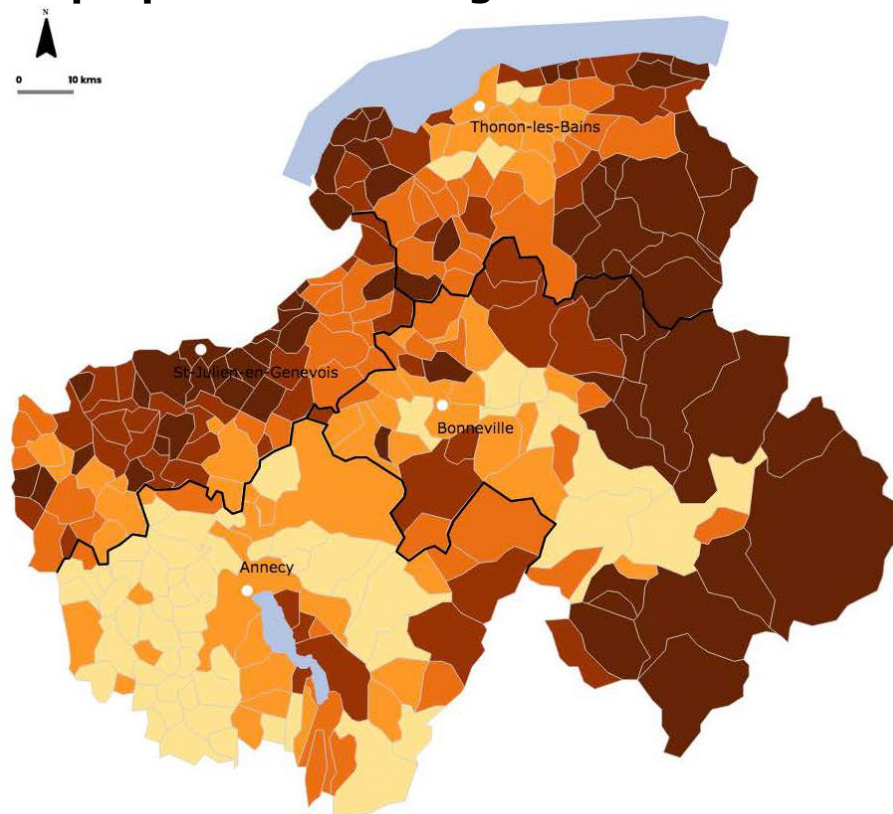 N
0 10 kms
Thonon-les-Bains
St-Julien-en-Genevois
Bonneville
Annecy